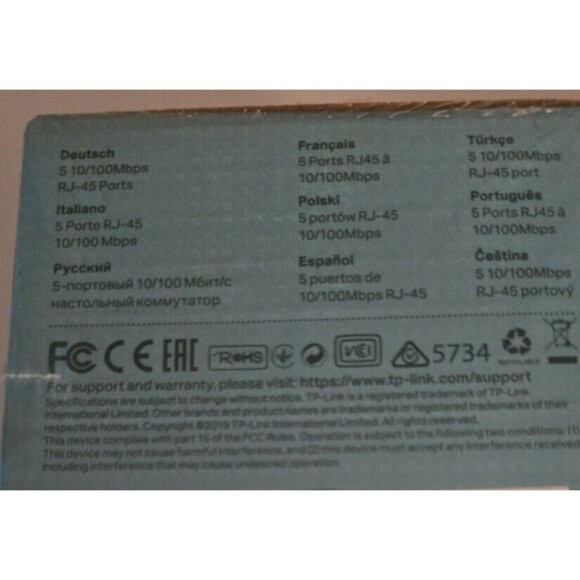 Deutsch
5 10/100Mbps
RJ-45 Ports
Français
5 Ports RJ45 à
10/100Mbps
Türkçe
5 10/100Mbps
RJ-45 port
Italiano
5 Porte RJ-45
10/100 Mbps
Polski
5 portów RJ-45
10/100Mbps
Português
5 Ports RJ45 à
10/100Mbps
Русский
5-портовый 10/100 Мбит/с
настольный коммутатор
Español
5 puertos de
10/100Mbps RJ-45
Čeština
5 10/100Mbps
RJ-45 portový
FC CE EAC RoHS VCCI 5734
RECYCLABLE
For support and warranty, please visit: https://www.tp-link.com/support
Specifications are subject to change without notice. TP-Link is a registered trademark of TP-Link
International Limited. Other brands and product names are trademarks or registered trademarks of their
respective holders. Copyright ©2019 TP-Link International Limited. All rights reserved.
This device complies with part 15 of the FCC Rules. Operation is subject to the following two conditions: (1)
This device may not cause harmful interference, and (2) this device must accept any interference received
including interference that may cause undesired operation.